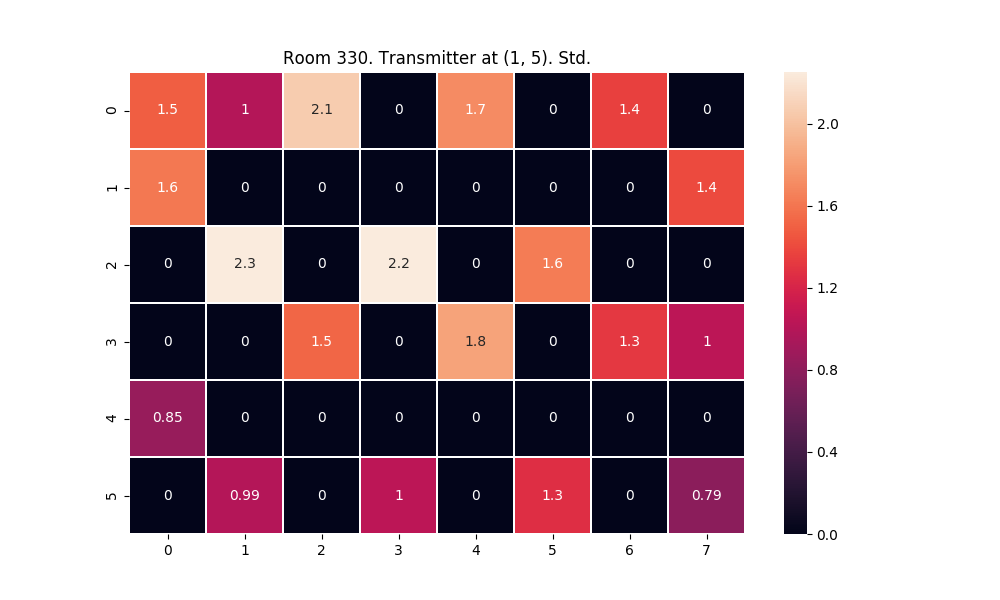 Room 330. Transmitter at (1, 5). Std.
0 1.5 1 2.1 0 1.7 0 1.4 0
1 1.6 0 0 0 0 0 0 1.4
2 0 2.3 0 2.2 0 1.6 0 0
3 0 0 1.5 0 1.8 0 1.3 1
4 0.85 0 0 0 0 0 0 0
5 0 0.99 0 1 0 1.3 0 0.79
0 1 2 3 4 5 6 7
2.0
1.6
1.2
0.8
0.4
0.0